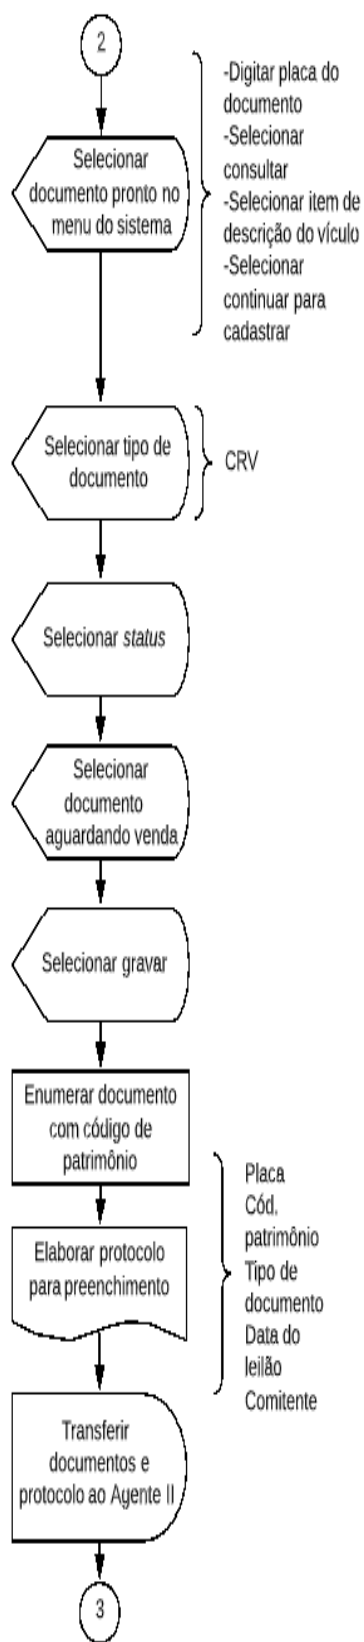 2
Selecionar
documento pronto no
menu do sistema
-Digitar placa do
documento
-Selecionar
consultar
-Selecionar item de
descrição do vículo
-Selecionar
continuar para
cadastrar
Selecionar tipo de
documento
CRV
Selecionar status
Selecionar
documento
aguardando venda
Selecionar gravar
Enumerar documento
com código de
patrimônio
Elaborar protocolo
para preenchimento
Placa
Cód.
patrimônio
Tipo de
documento
Data do
leilão
Comitente
Transferir
documentos e
protocolo ao Agente II
3